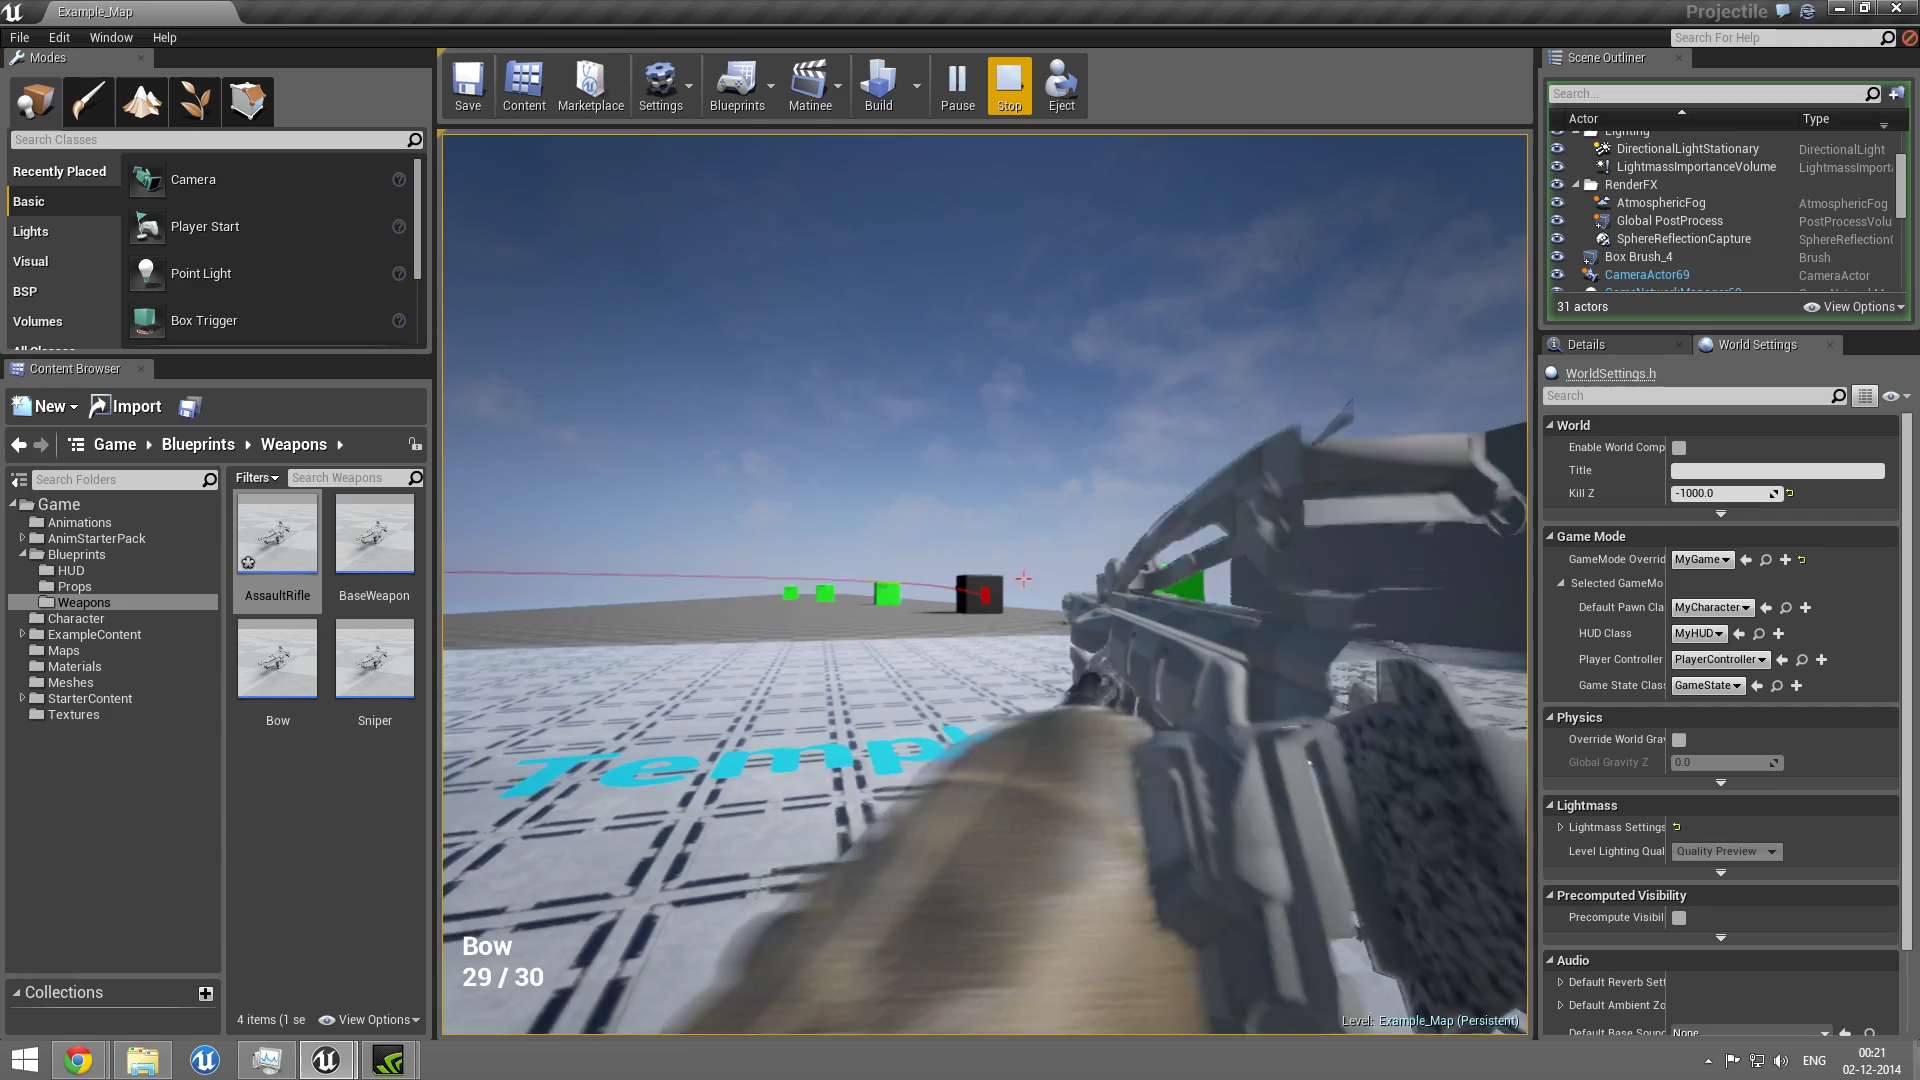 Example_Map
Projectile
File Edit Window Help
Search For Help
Modes
Save
Content
Marketplace
Settings
Blueprints
Matinee
Build
Pause
Stop
Eject
Search Classes
Recently Placed
Basic
Lights
Visual
BSP
Volumes
All Classes
Camera
Player Start
Point Light
Box Trigger
Content Browser
New
Import
Game
Blueprints
Weapons
Search Folders
Game
Animations
AnimStarterPack
Blueprints
HUD
Props
Weapons
Character
ExampleContent
Maps
Materials
Meshes
StarterContent
Textures
Collections
Filters
Search Weapons
AssaultRifle
BaseWeapon
Bow
Sniper
4 items (1 se
View Options
Templ
Bow
29 / 30
Level: Example_Map (Persistent)
Scene Outliner
Search...
Actor Type
Lighting
DirectionalLightStationary DirectionalLight
LightmassImportanceVolume LightmassImport
RenderFX
AtmosphericFog AtmosphericFog
Global PostProcess PostProcessVolu
SphereReflectionCapture SphereReflection
Box Brush_4 Brush
CameraActor69 CameraActor
31 actors
View Options
Details
World Settings
WorldSettings.h
Search
World
Enable World Comp
Title
Kill Z -1000.0
Game Mode
GameMode Overrid MyGame
Selected GameMo
Default Pawn Cla MyCharacter
HUD Class MyHUD
Player Controller PlayerController
Game State Clas GameState
Physics
Override World Gra
Global Gravity Z 0.0
Lightmass
Lightmass Settings
Level Lighting Qual Quality Preview
Precomputed Visibility
Precompute Visibil
Audio
Default Reverb Sett
Default Ambient Zo
Default Base Soun None
ENG
00:21
02-12-2014